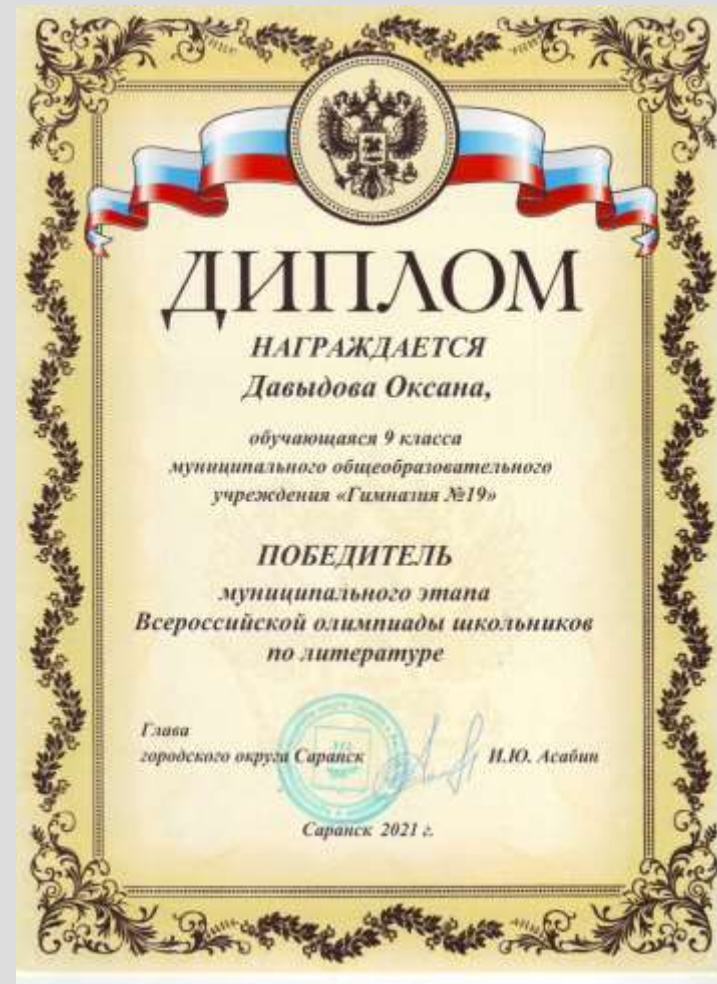 ДИПЛОМ
НАГРАЖДАЕТСЯ
Давыдова Оксана,
обучающаяся 9 класса
муниципального общеобразовательного
учреждения «Гимназия №19»
ПОБЕДИТЕЛЬ
муниципального этапа
Всероссийской олимпиады школьников
по литературе
Глава
городского округа Саранск И.Ю. Асабин
Саранск 2021 г.